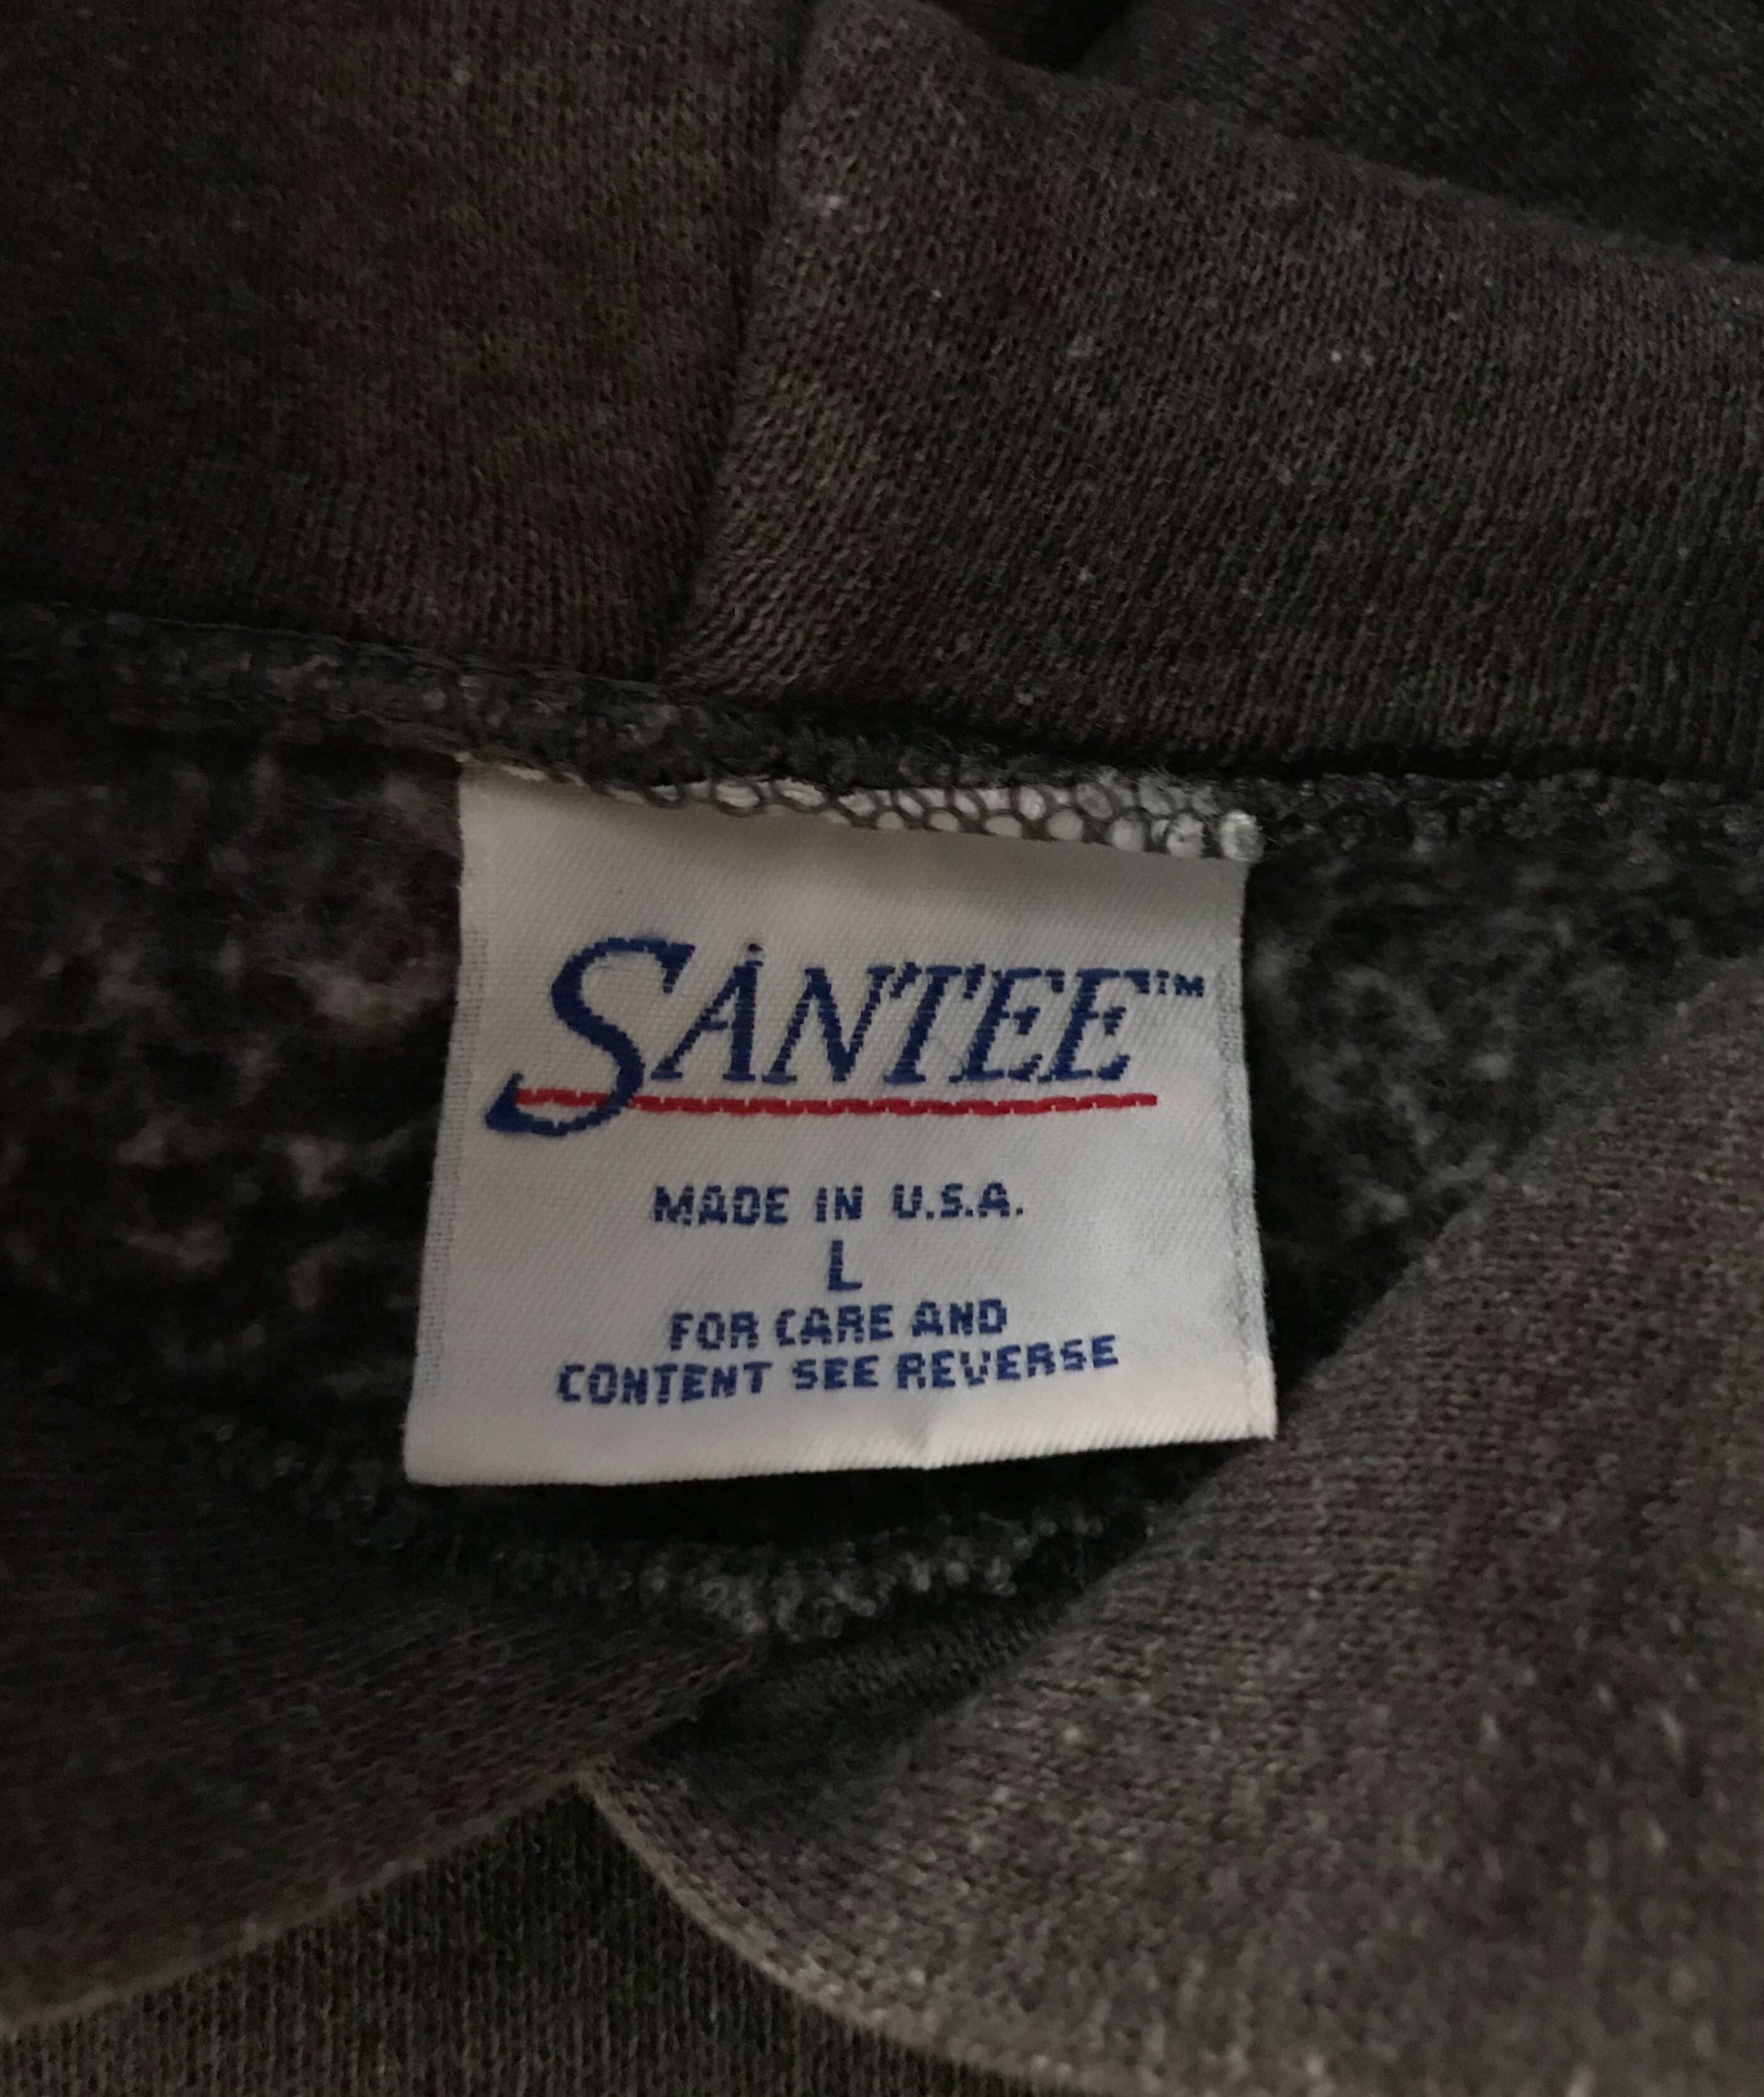 SANTEE™
MADE IN U.S.A.
L
FOR CARE AND
CONTENT SEE REVERSE